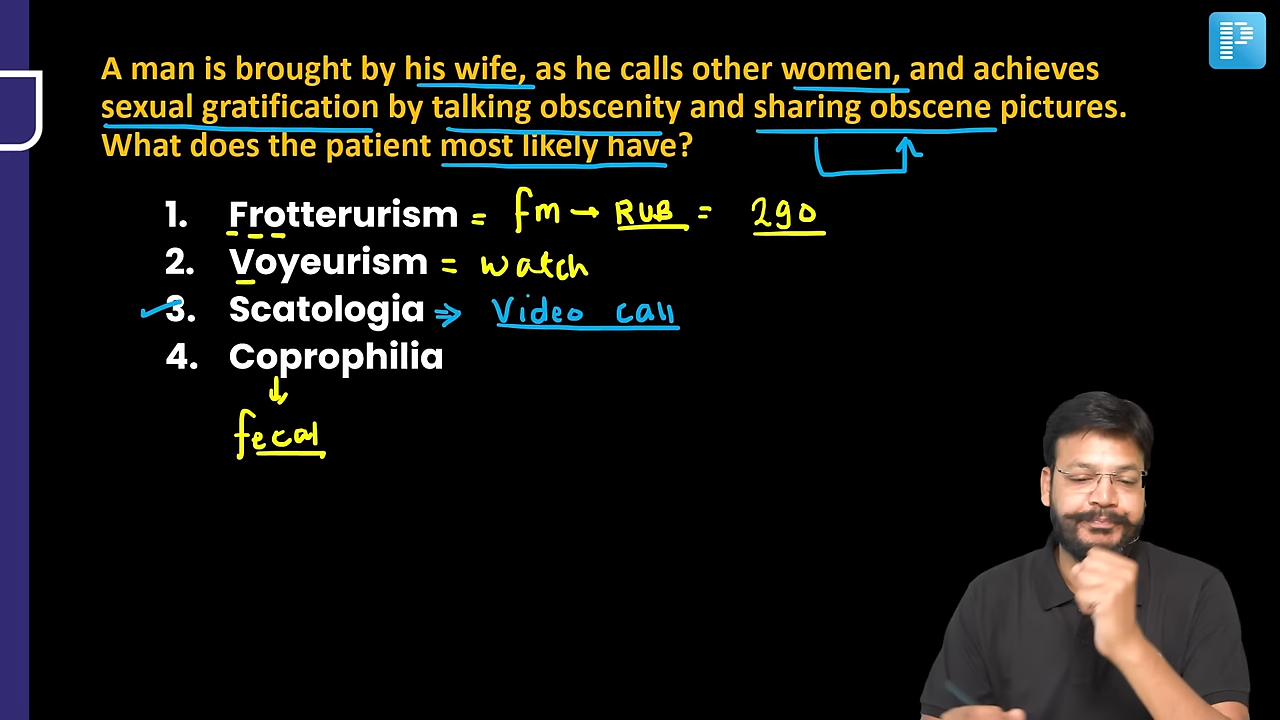 P
A man is brought by his wife, as he calls other women, and achieves
sexual gratification by talking obscenity and sharing obscene pictures.
What does the patient most likely have?
1. Frotterurism = fm → RUB = 290
2. Voyeurism = watch
3. Scatologia ⇒ Video call
4. Coprophilia
↓
fecal